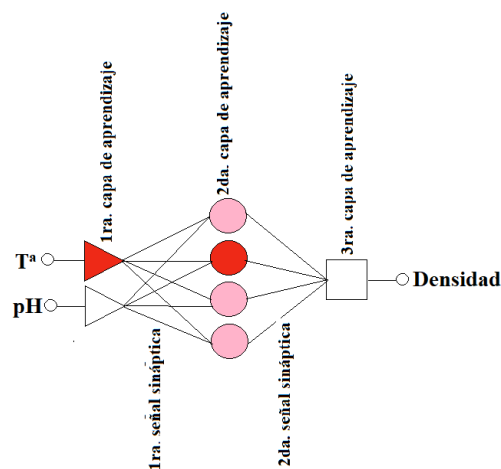 1ra. capa de aprendizaje
2da. capa de aprendizaje
3ra. capa de aprendizaje
Tª
pH
Densidad
1ra. señal sináptica
2da. señal sináptica